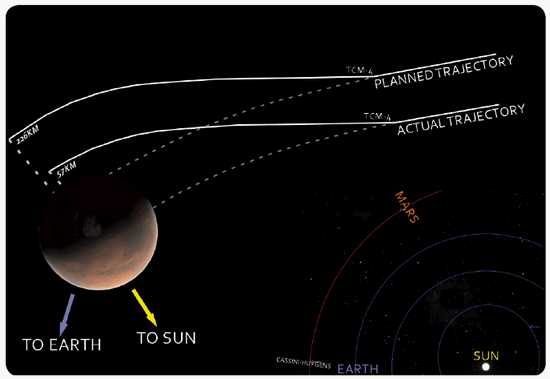 TCM-4
PLANNED TRAJECTORY
TCM-4
ACTUAL TRAJECTORY
226KM
57KM
MARS
TO EARTH
TO SUN
SUN
CASSINI-HUYGENS
EARTH